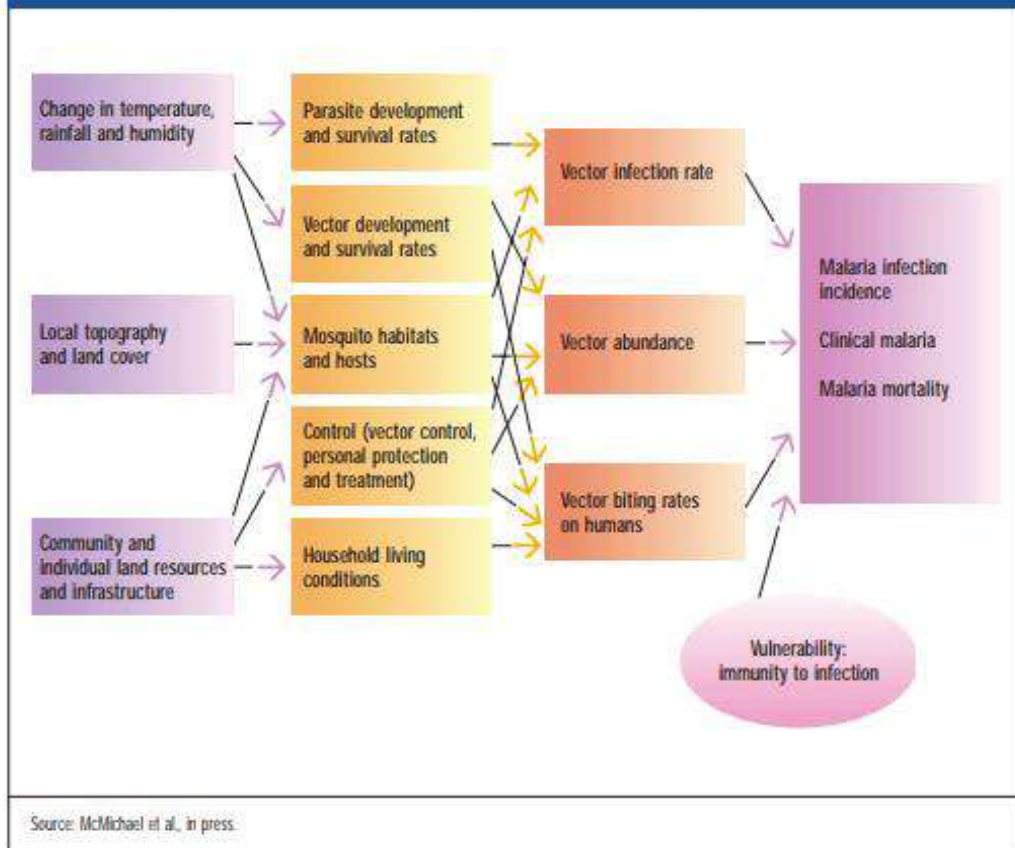 Change in temperature,
rainfall and humidity
Local topography
and land cover
Community and
individual land resources
and infrastructure
Parasite development
and survival rates
Vector development
and survival rates
Mosquito habitats
and hosts
Control (vector control,
personal protection
and treatment)
Household living
conditions
Vector infection rate
Vector abundance
Vector biting rates
on humans
Malaria infection
incidence
Clinical malaria
Malaria mortality
Vulnerability:
immunity to infection
Source: McMichael et al., in press.